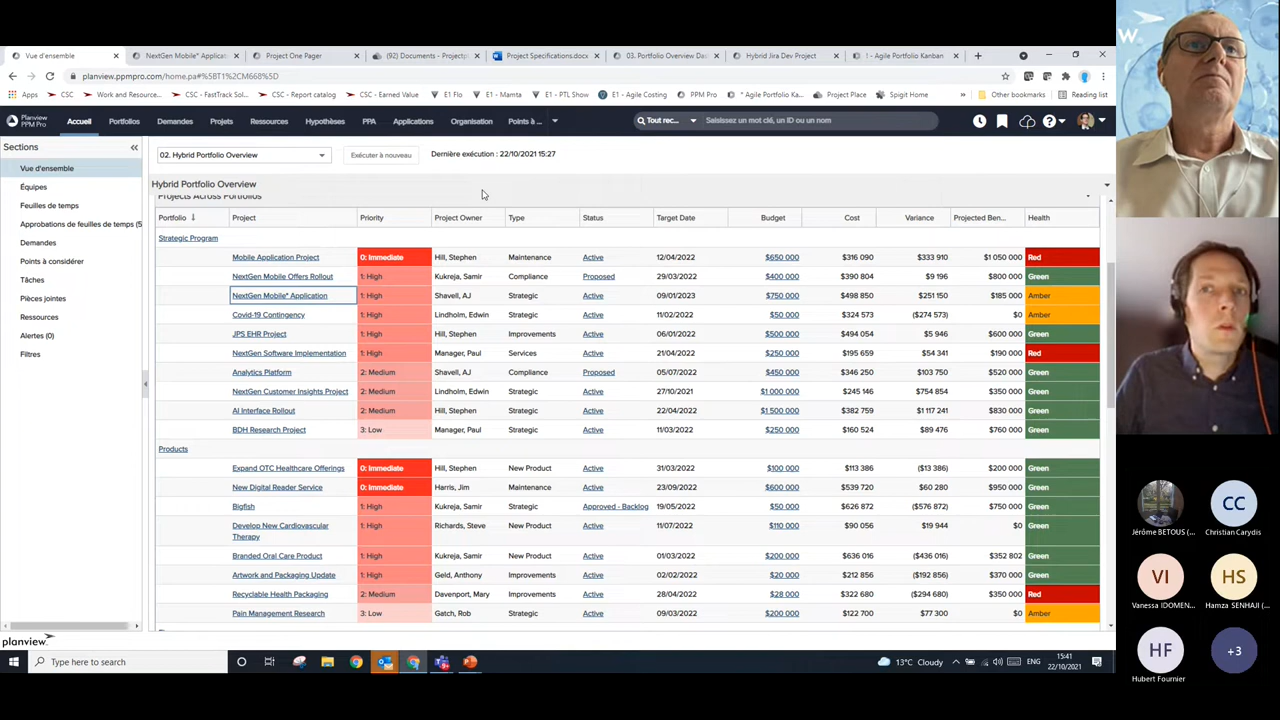 Vue d'ensemble
NextGen Mobile* Applicat
Project One Pager
(92) Documents - Projectp
Project Specifications.docx
03. Portfolio Overview Da
Hybrid Jira Dev Project
1 - Agile Portfolio Kanban
planview.ppmpro.com/home.pa#%5BT1%2CM668%5D
Apps CSC Work and Resource... CSC - FastTrack Sol... CSC - Report catalog CSC - Earned Value E1 Flo E1 - Mamta E1 - PTL Show E1 - Agile Costing PPM Pro * Agile Portfolio Ka... Project Place Spigit Home Other bookmarks Reading list
Planview
PPM Pro
Accueil Portfolios Demandes Projets Ressources Hypothèses PPA Applications Organisation Points à ... Tout rec... Saisissez un mot clé, un ID ou un nom
Sections
Vue d'ensemble
Équipes
Feuilles de temps
Approbations de feuilles de temps (5
Demandes
Points à considérer
Tâches
Pièces jointes
Ressources
Alertes (0)
Filtres
02. Hybrid Portfolio Overview Exécuter à nouveau Dernière exécution : 22/10/2021 15:27
Hybrid Portfolio Overview
Projects Across Portfolios
Portfolio Project Priority Project Owner Type Status Target Date Budget Cost Variance Projected Ben... Health
Strategic Program
Mobile Application Project 0: Immediate Hill, Stephen Maintenance Active 12/04/2022 $650 000 $316 090 $333 910 $1 050 000 Red
NextGen Mobile Offers Rollout 1: High Kukreja, Samir Compliance Proposed 29/03/2022 $400 000 $390 804 $9 196 $800 000 Green
NextGen Mobile* Application 1: High Shavell, AJ Strategic Active 09/01/2023 $750 000 $498 850 $251 150 $185 000 Amber
Covid-19 Contingency 1: High Lindholm, Edwin Strategic Active 11/02/2022 $50 000 $324 573 ($274 573) $0 Amber
JPS EHR Project 1: High Hill, Stephen Improvements Active 06/01/2022 $500 000 $494 054 $5 946 $600 000 Green
NextGen Software Implementation 1: High Manager, Paul Services Active 21/04/2022 $250 000 $195 659 $54 341 $190 000 Red
Analytics Platform 2: Medium Shavell, AJ Compliance Proposed 05/07/2022 $450 000 $346 250 $103 750 $520 000 Green
NextGen Customer Insights Project 2: Medium Lindholm, Edwin Strategic Active 27/10/2021 $1 000 000 $245 146 $754 854 $350 000 Green
AI Interface Rollout 2: Medium Hill, Stephen Strategic Active 22/04/2022 $1 500 000 $382 759 $1 117 241 $830 000 Green
BDH Research Project 3: Low Manager, Paul Strategic Active 11/03/2022 $250 000 $160 524 $89 476 $760 000 Green
Products
Expand OTC Healthcare Offerings 0: Immediate Hill, Stephen New Product Active 31/03/2022 $100 000 $113 386 ($13 386) $200 000 Green
New Digital Reader Service 0: Immediate Harris, Jim Maintenance Active 23/09/2022 $600 000 $539 720 $60 280 $950 000 Green
Bigfish 1: High Kukreja, Samir Strategic Approved - Backlog 19/05/2022 $50 000 $626 872 ($576 872) $750 000 Green
Develop New Cardiovascular Therapy 1: High Richards, Steve New Product Active 11/07/2022 $110 000 $90 056 $19 944 $0 Green
Branded Oral Care Product 1: High Kukreja, Samir New Product Active 01/03/2022 $200 000 $636 016 ($436 016) $352 802 Green
Artwork and Packaging Update 1: High Geld, Anthony Improvements Active 02/02/2022 $20 000 $212 856 ($192 856) $370 000 Green
Recyclable Health Packaging 2: Medium Davenport, Mary Improvements Active 28/04/2022 $28 000 $322 680 ($294 680) $350 000 Red
Pain Management Research 3: Low Gatch, Rob Strategic Active 09/03/2022 $200 000 $122 700 $77 300 $0 Amber
planview.
Type here to search
13°C Cloudy ENG 15:41
22/10/2021
W
Jérôme BETOUS (...
CC
Christian Carydis
VI
Vanessa IDOMEN...
HS
Hamza SENHAJI (...
HF
Hubert Fournier
+3